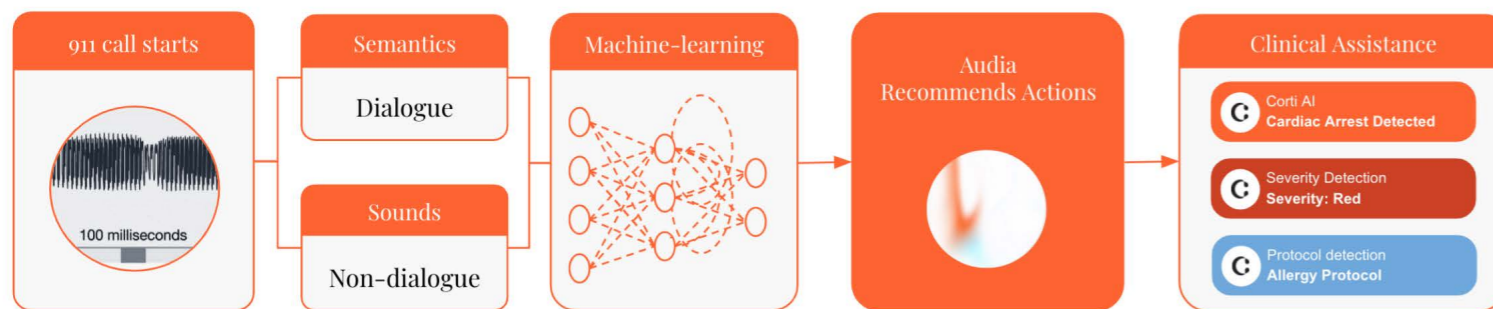 911 call starts
100 milliseconds
Semantics
Dialogue
Sounds
Non-dialogue
Machine-learning
Audia
Recommends Actions
Clinical Assistance
Corti AI
Cardiac Arrest Detected
Severity Detection
Severity: Red
Protocol detection
Allergy Protocol